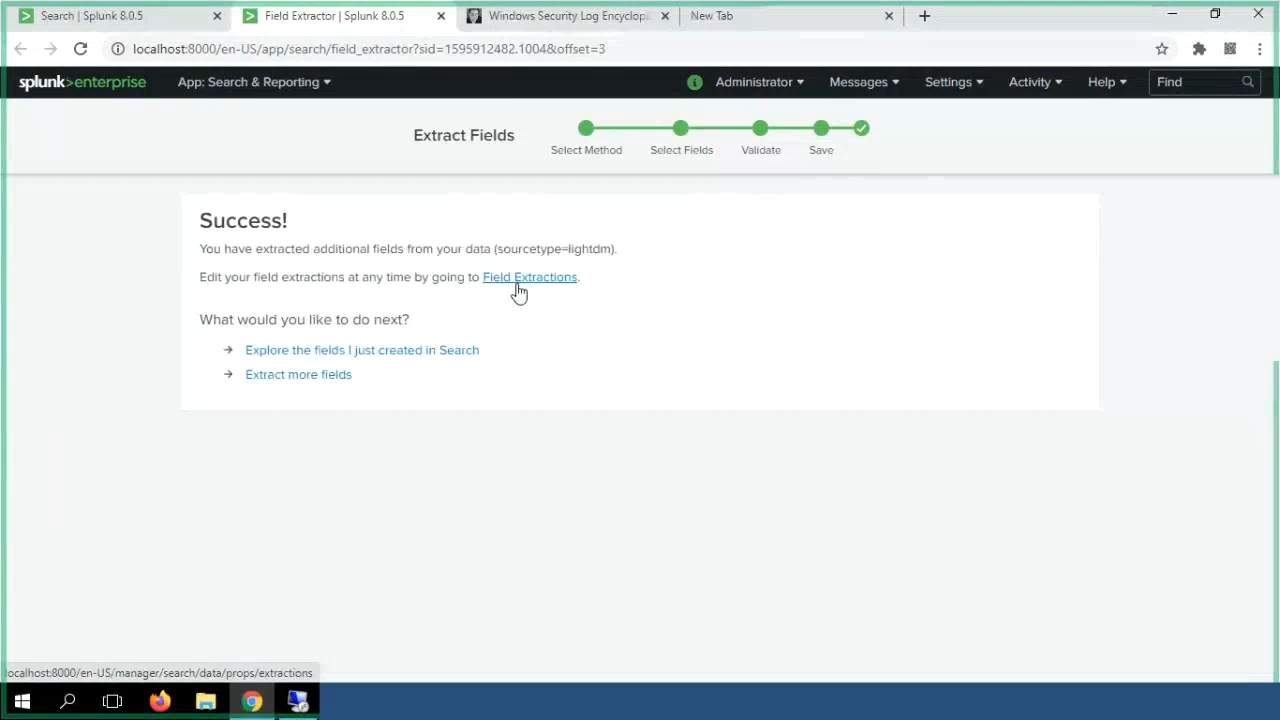 Search | Splunk 8.0.5
Field Extractor | Splunk 8.0.5
Windows Security Log Encyclop
New Tab
localhost:8000/en-US/app/search/field_extractor?sid=1595912482.1004&offset=3
splunk>enterprise
App: Search & Reporting
i
Administrator
Messages
Settings
Activity
Help
Find
Extract Fields
Select Method
Select Fields
Validate
Save
Success!
You have extracted additional fields from your data (sourcetype=lightdm).
Edit your field extractions at any time by going to Field Extractions.
What would you like to do next?
→ Explore the fields I just created in Search
→ Extract more fields
localhost:8000/en-US/manager/search/data/props/extractions